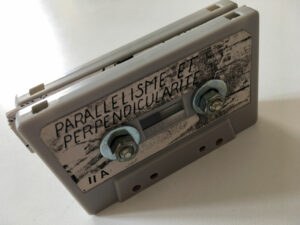 PARALLELISME ET
PERPENDICULARITE
II A